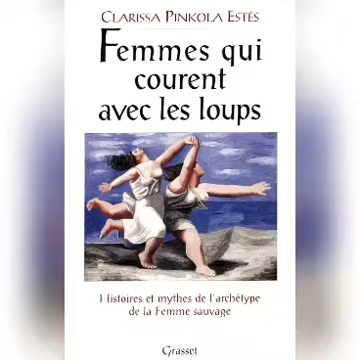 CLARISSA PINKOLA ESTÉS
Femmes qui
courent
avec les loups
Histoires et mythes de l'archétype
de la Femme sauvage
Grasset